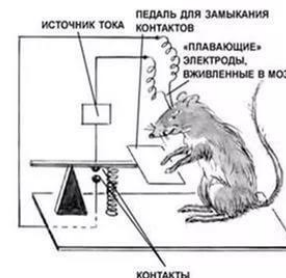 ИСТОЧНИК ТОКА
ПЕДАЛЬ ДЛЯ ЗАМЫКАНИЯ
КОНТАКТОВ
«ПЛАВАЮЩИЕ»
ЭЛЕКТРОДЫ,
ВЖИВЛЕННЫЕ В МОЗ
КОНТАКТЫ